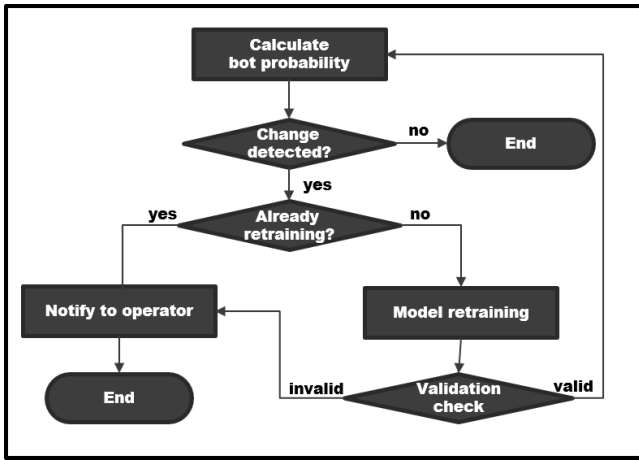 Calculate
bot probability
Change
detected?
no
End
yes
yes
Already
retraining?
no
Notify to operator
Model retraining
End
invalid
Validation
check
valid